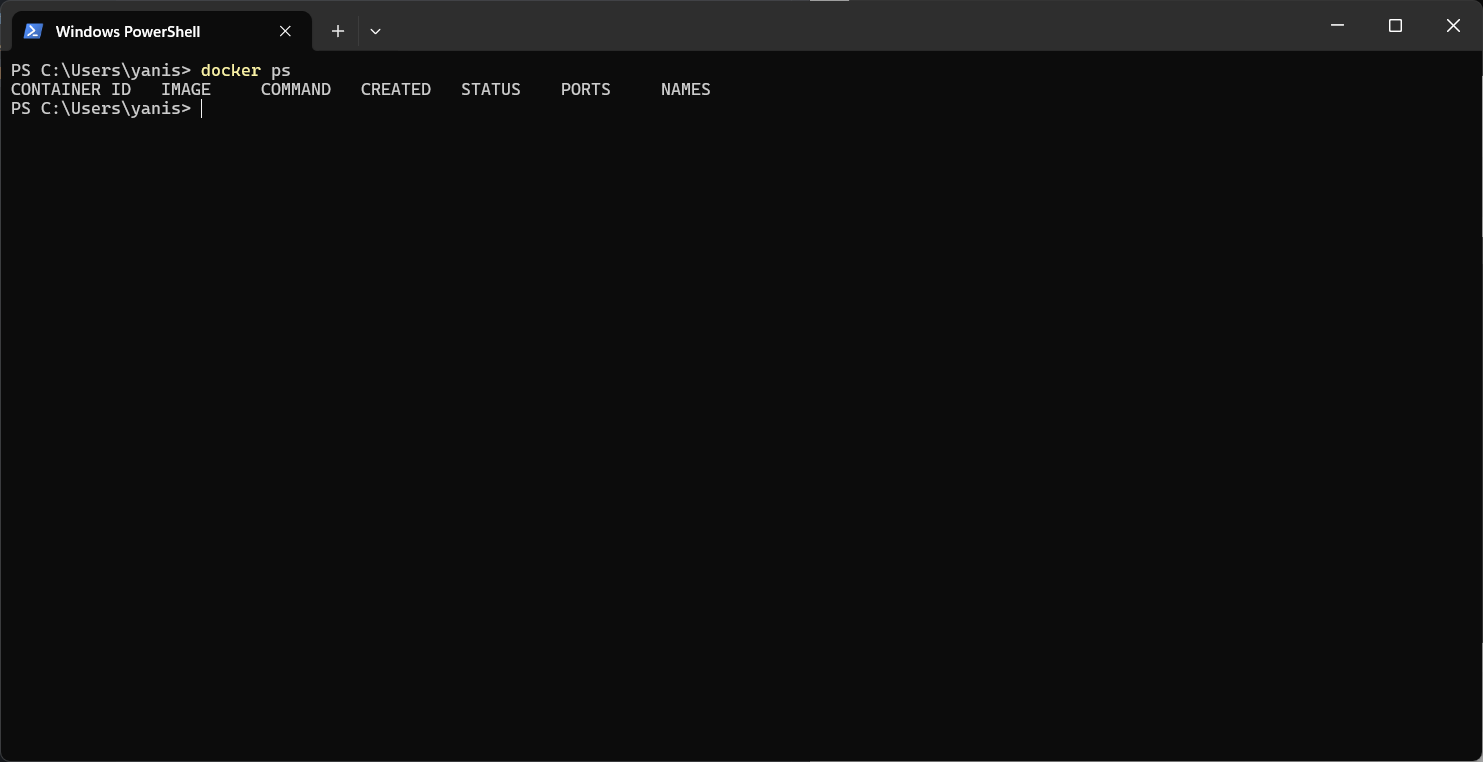 Windows PowerShell
PS C:\Users\yanis> docker ps
CONTAINER ID   IMAGE     COMMAND   CREATED   STATUS    PORTS     NAMES
PS C:\Users\yanis>